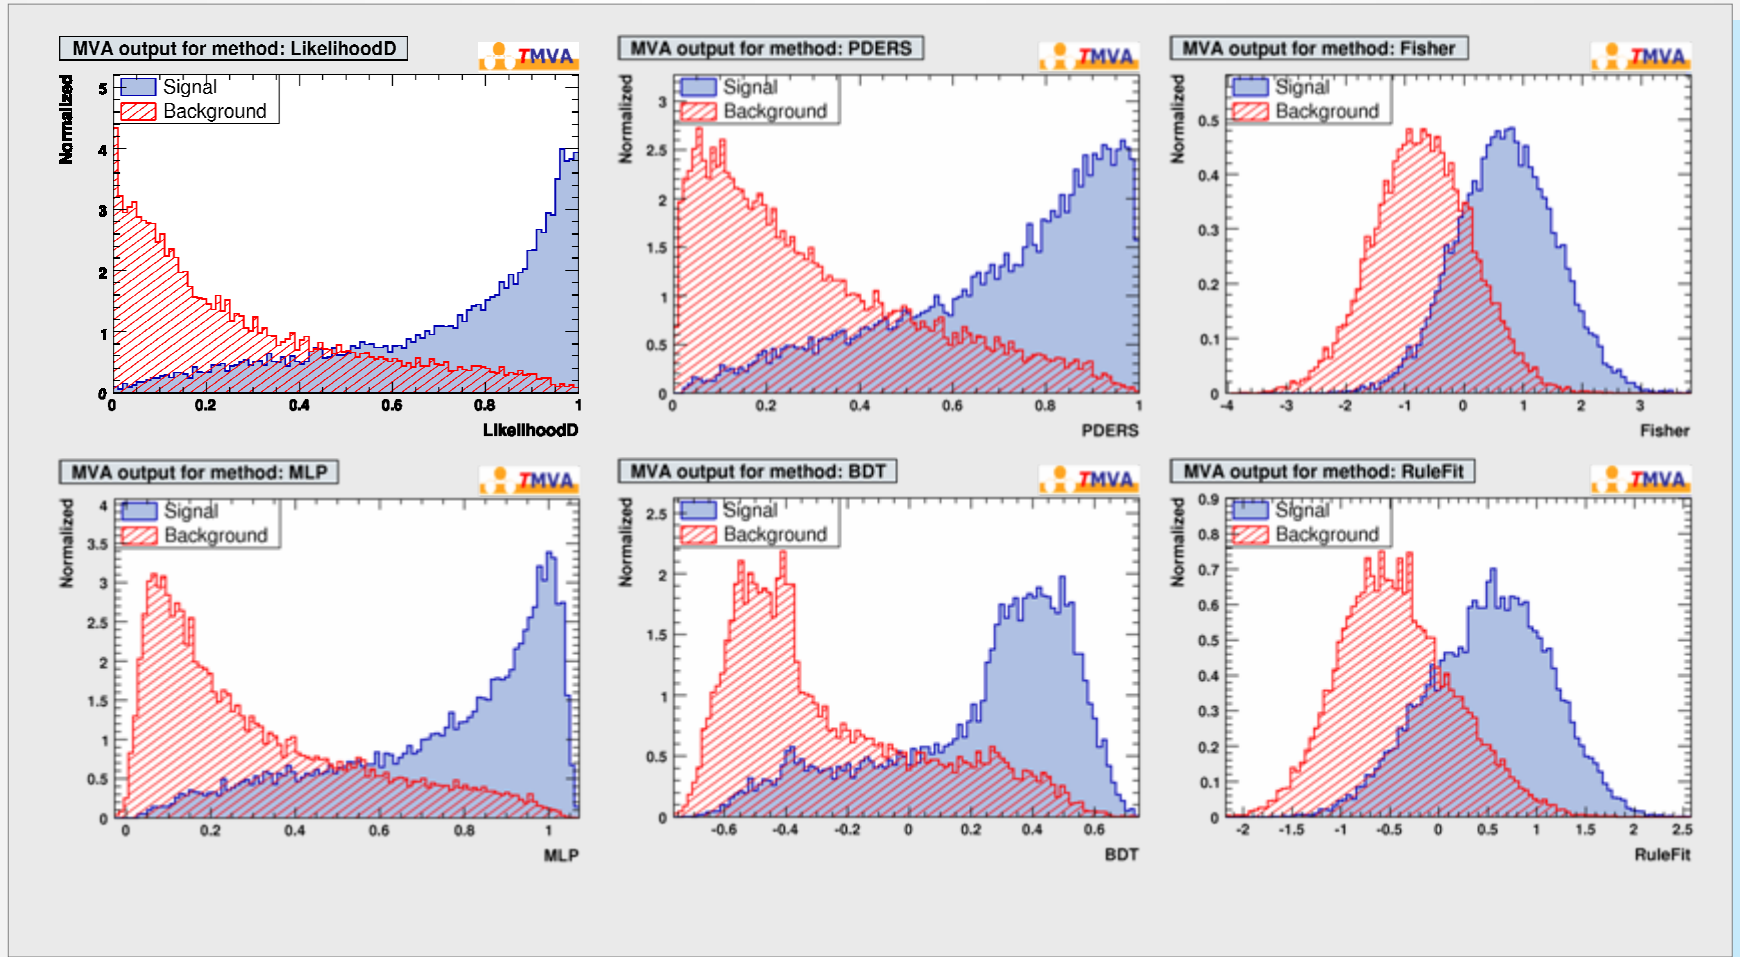 MVA output for method: LikelihoodD
TMVA
Normalized
Signal
Background
5
4
3
2
1
0
0 0.2 0.4 0.6 0.8 1
LikelihoodD
MVA output for method: PDERS
TMVA
Normalized
Signal
Background
3
2.5
2
1.5
1
0.5
0
0 0.2 0.4 0.6 0.8 1
PDERS
MVA output for method: Fisher
TMVA
Normalized
Signal
Background
0.5
0.4
0.3
0.2
0.1
0
-4 -3 -2 -1 0 1 2 3
Fisher
MVA output for method: MLP
TMVA
Normalized
Signal
Background
4
3.5
3
2.5
2
1.5
1
0.5
0
0 0.2 0.4 0.6 0.8 1
MLP
MVA output for method: BDT
TMVA
Normalized
Signal
Background
2.5
2
1.5
1
0.5
0
-0.6 -0.4 -0.2 0 0.2 0.4 0.6
BDT
MVA output for method: RuleFit
TMVA
Normalized
Signal
Background
0.9
0.8
0.7
0.6
0.5
0.4
0.3
0.2
0.1
0
-2 -1.5 -1 -0.5 0 0.5 1 1.5 2 2.5
RuleFit